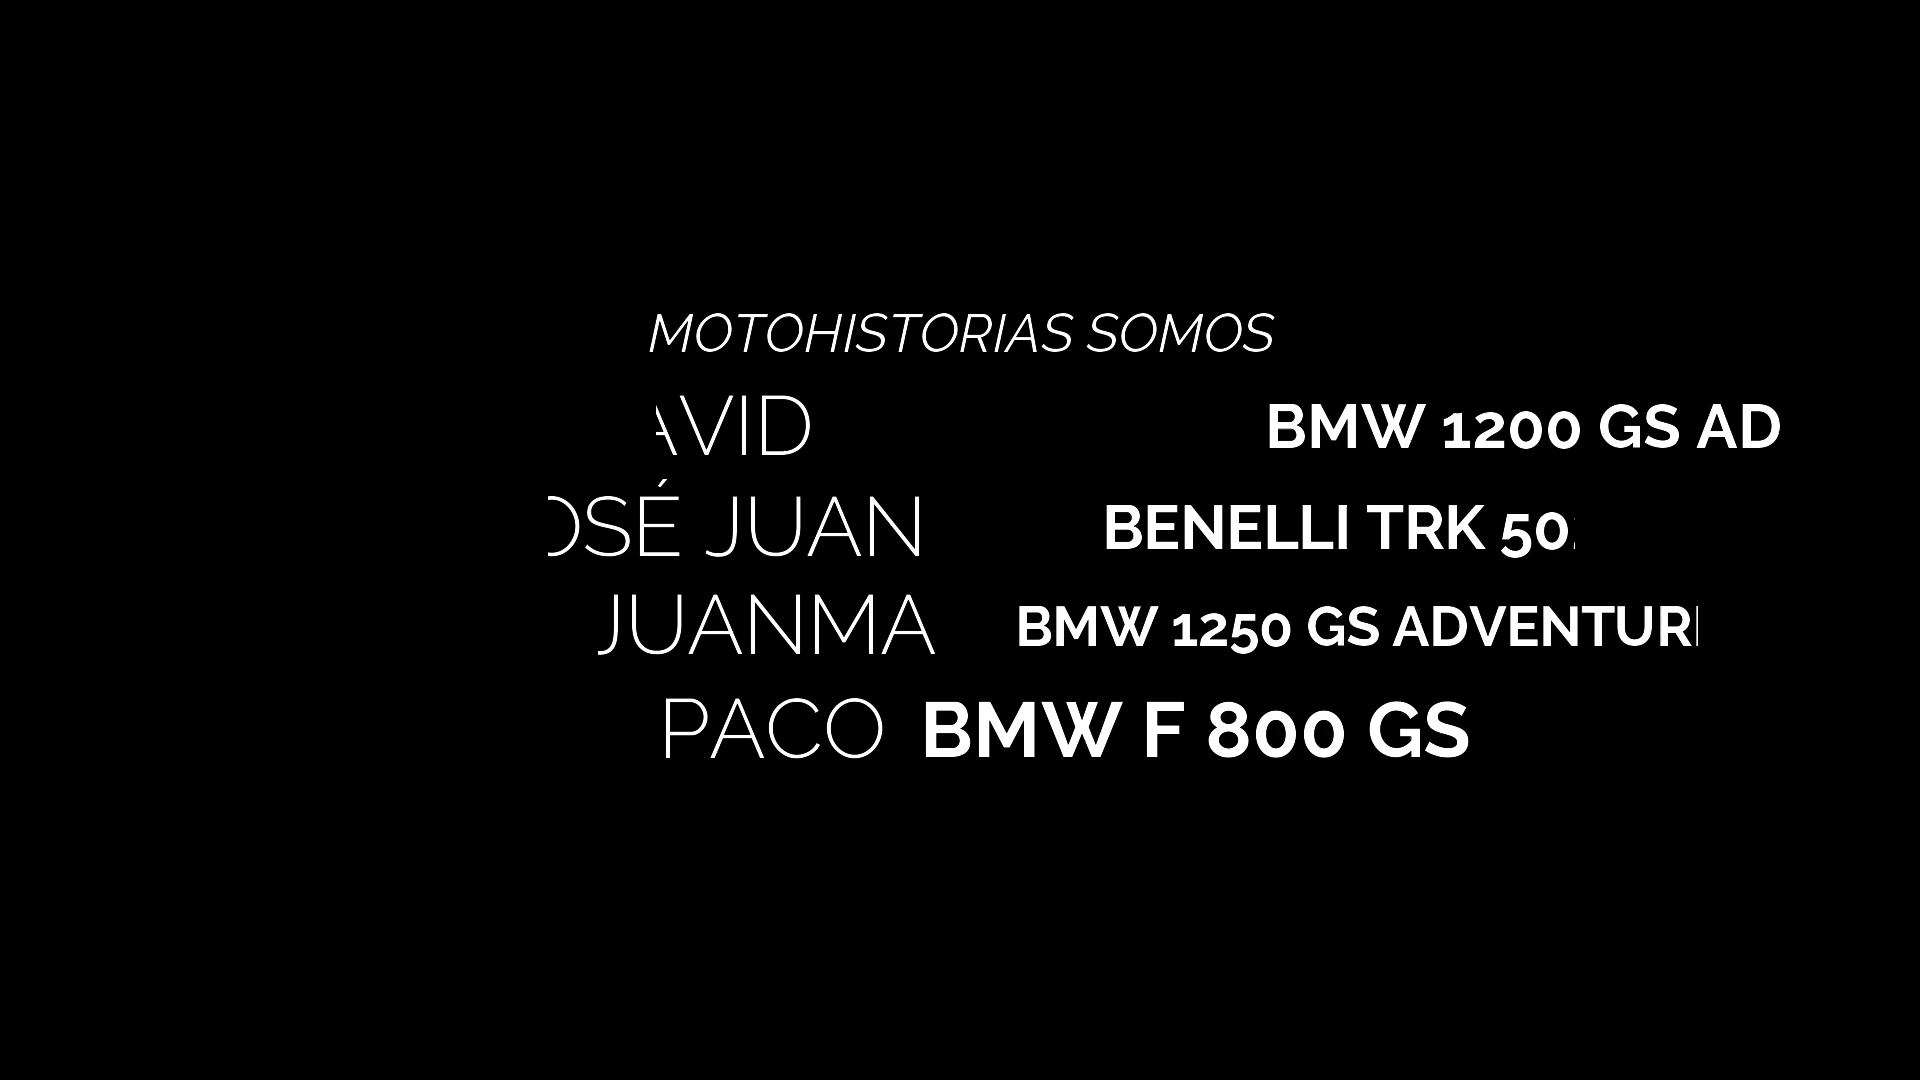 MOTOHISTORIAS SOMOS
AVID BMW 1200 GS AD
OSÉ JUAN BENELLI TRK 50
JUANMA BMW 1250 GS ADVENTUR
PACO BMW F 800 GS